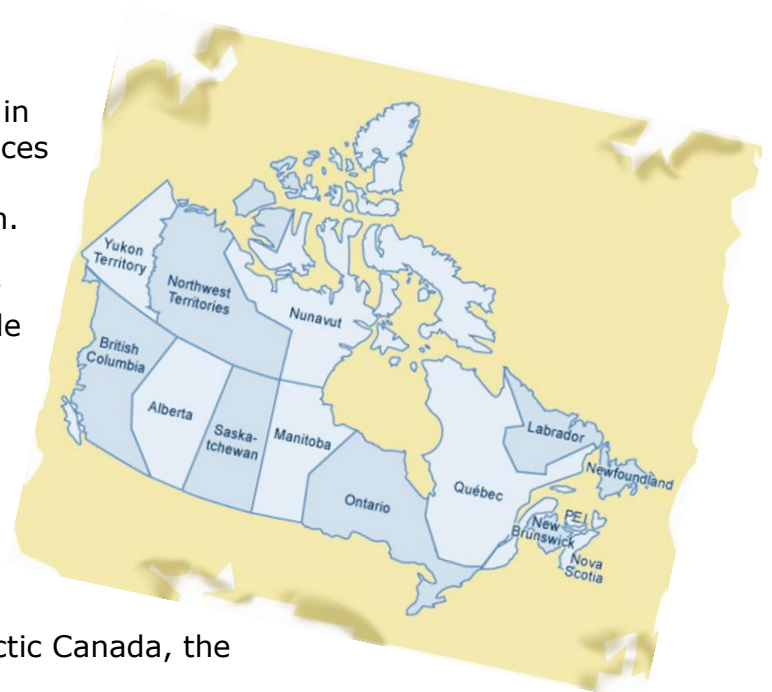 in
ces
n.
le
Yukon
Territory
Northwest
Territories
Nunavut
British
Columbia
Alberta
Saska-
tchewan
Manitoba
Ontario
Québec
Labrador
Newfoundland
PEI
New
Brunswick
Nova
Scotia
ctic Canada, the